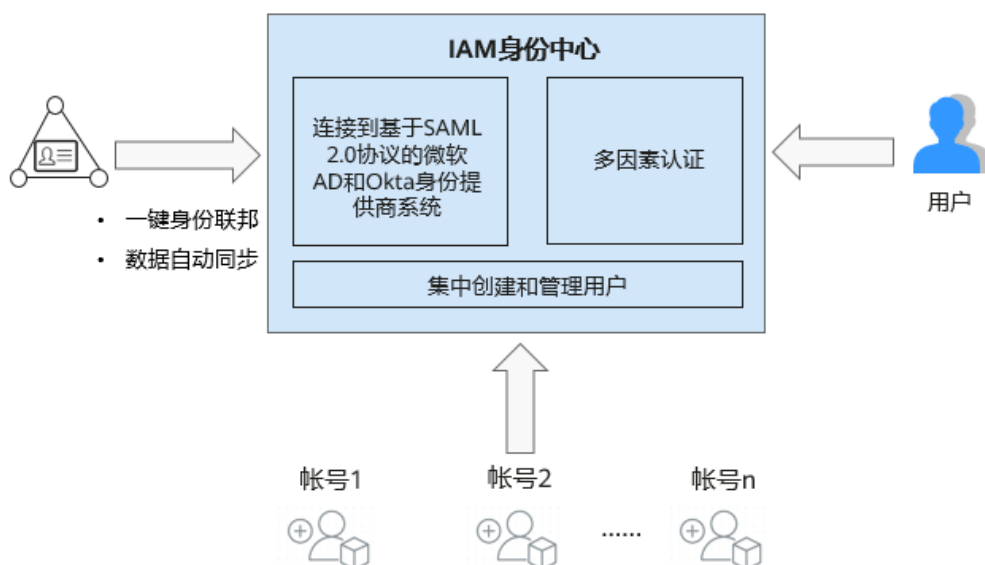 IAM身份中心
连接到基于SAML
2.0协议的微软
AD和Okta身份提
供商系统
多因素认证
用户
• 一键身份联邦
• 数据自动同步
集中创建和管理用户
帐号1
帐号2
帐号n
······